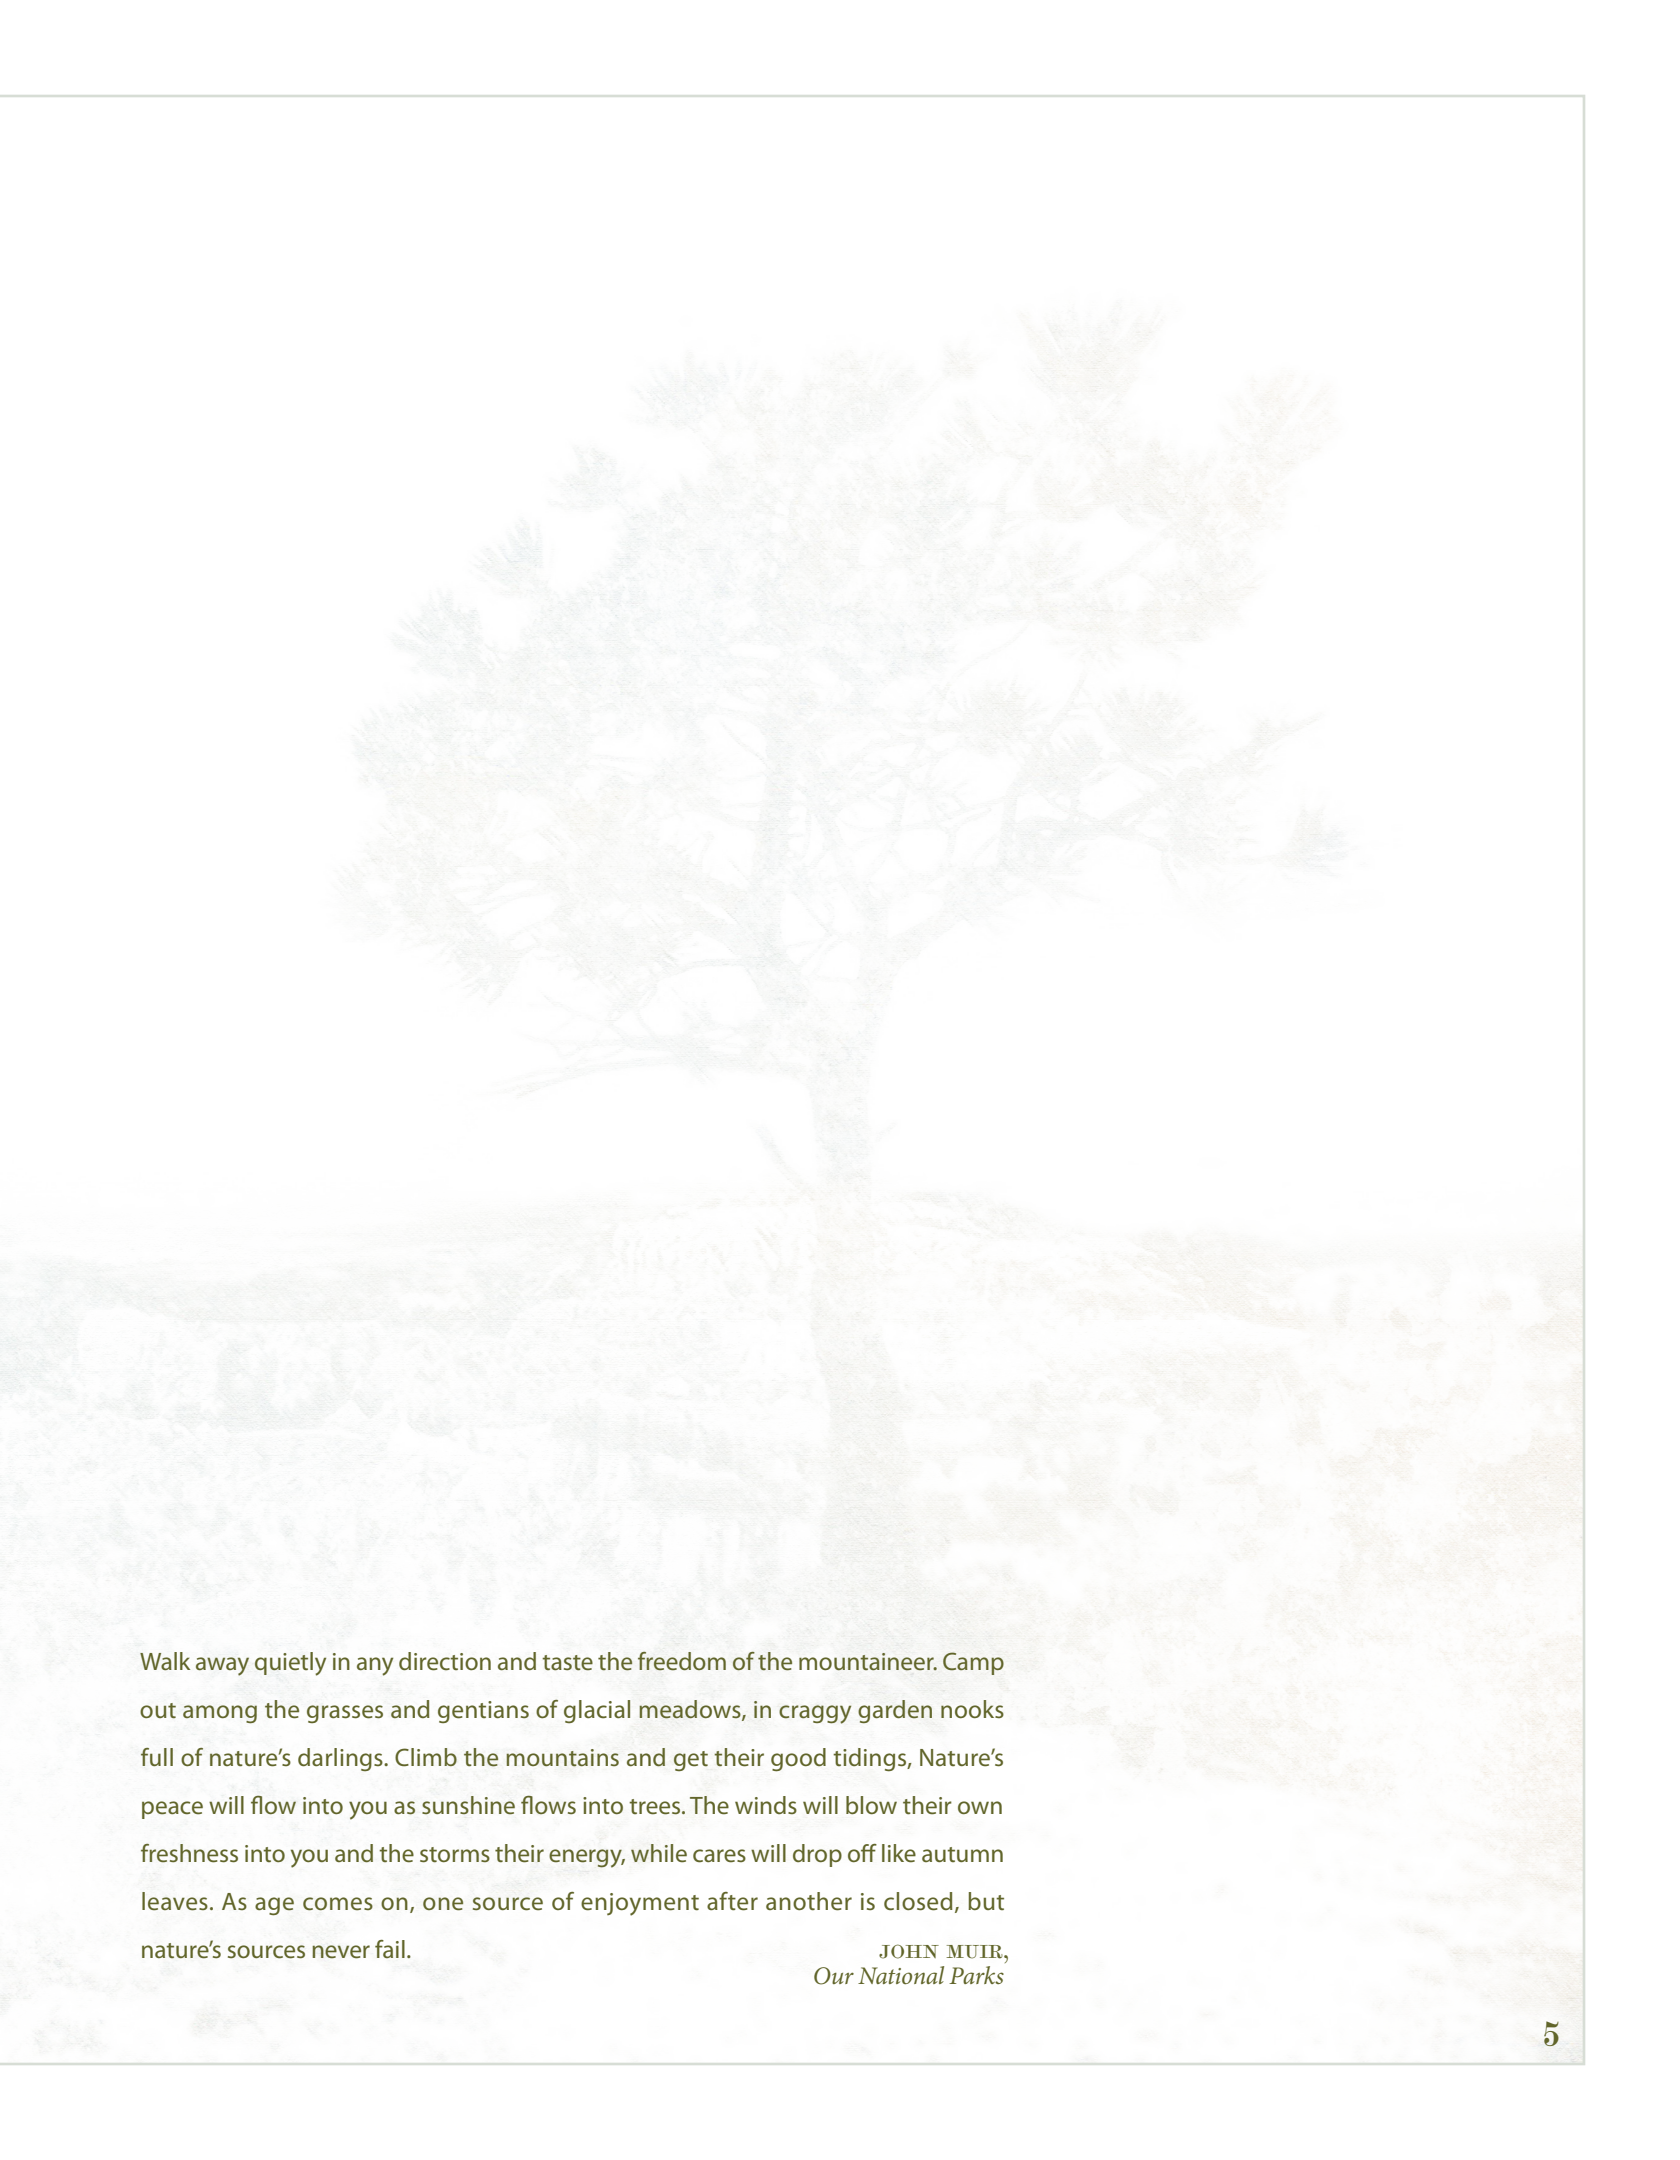 Walk away quietly in any direction and taste the freedom of the mountaineer. Camp
out among the grasses and gentians of glacial meadows, in craggy garden nooks
full of nature’s darlings. Climb the mountains and get their good tidings, Nature’s
peace will flow into you as sunshine flows into trees. The winds will blow their own
freshness into you and the storms their energy, while cares will drop off like autumn
leaves. As age comes on, one source of enjoyment after another is closed, but
nature’s sources never fail.
JOHN MUIR,
Our National Parks
5